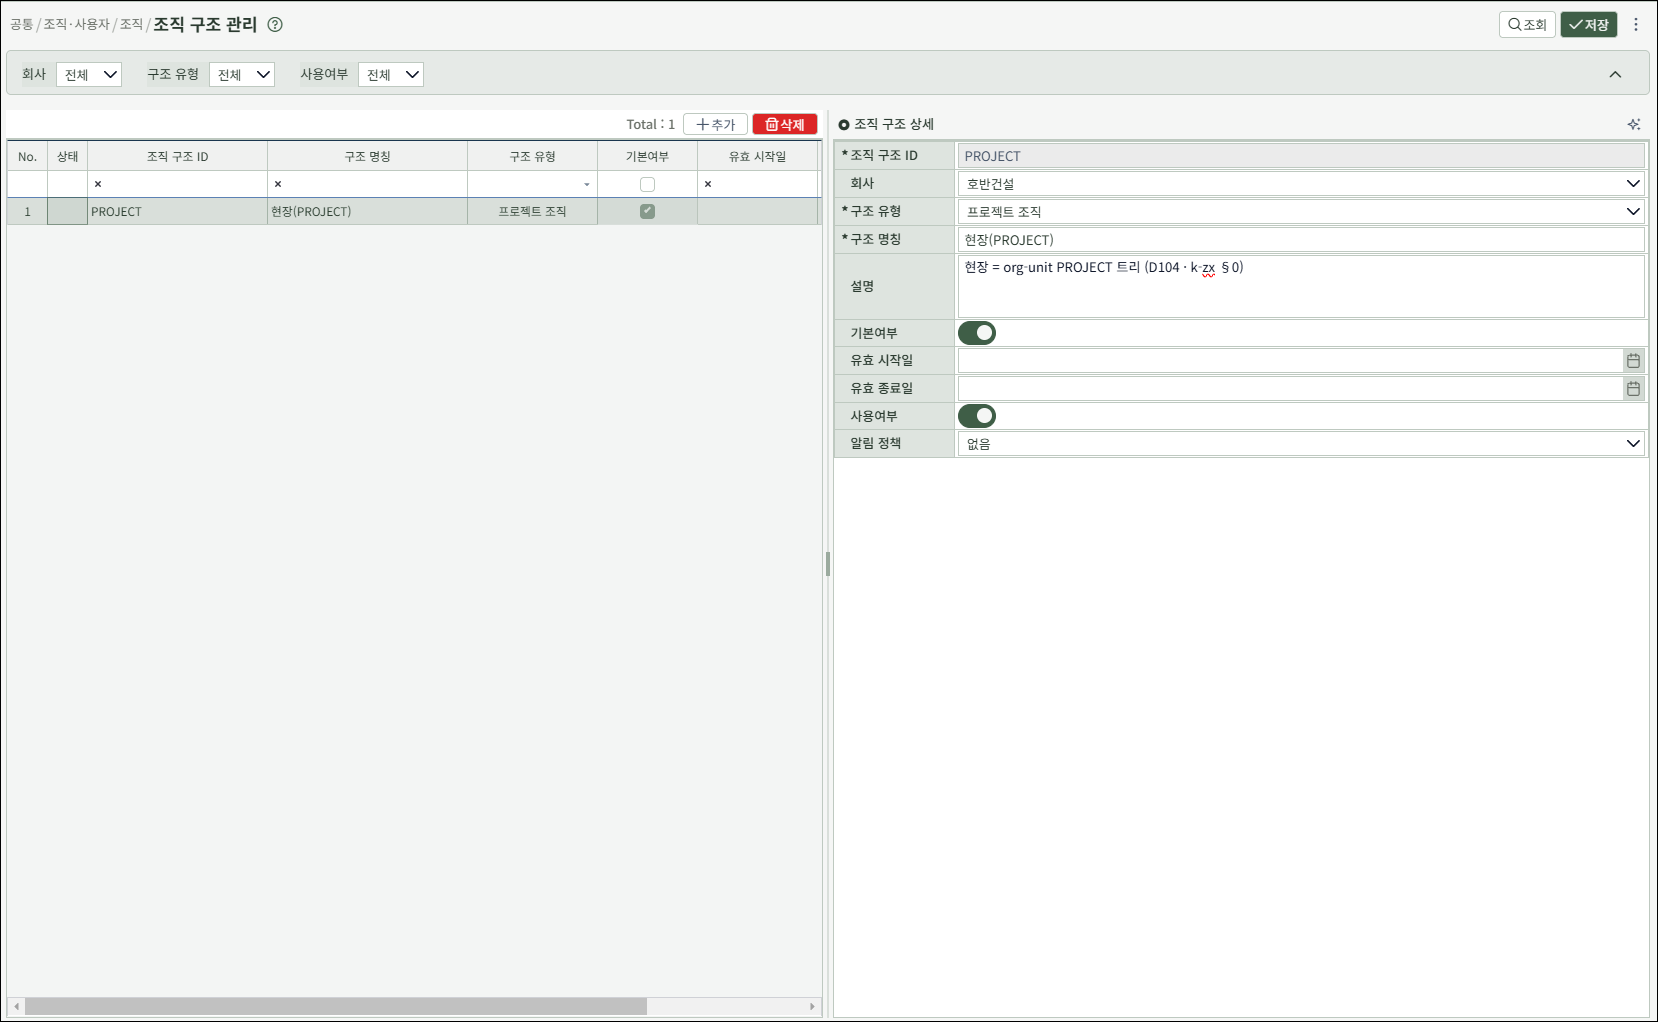 공통 / 조직·사용자 / 조직 / 조직 구조 관리 ?
조회 저장
회사 전체 구조 유형 전체 사용여부 전체
Total : 1 추가 삭제
No. 상태 조직 구조 ID 구조 명칭 구조 유형 기본여부 유효 시작일
1 PROJECT 현장(PROJECT) 프로젝트 조직
조직 구조 상세
* 조직 구조 ID PROJECT
회사 호반건설
* 구조 유형 프로젝트 조직
* 구조 명칭 현장(PROJECT)
설명 현장 = org-unit PROJECT 트리 (D104 · k-zx §0)
기본여부
유효 시작일
유효 종료일
사용여부
알림 정책 없음